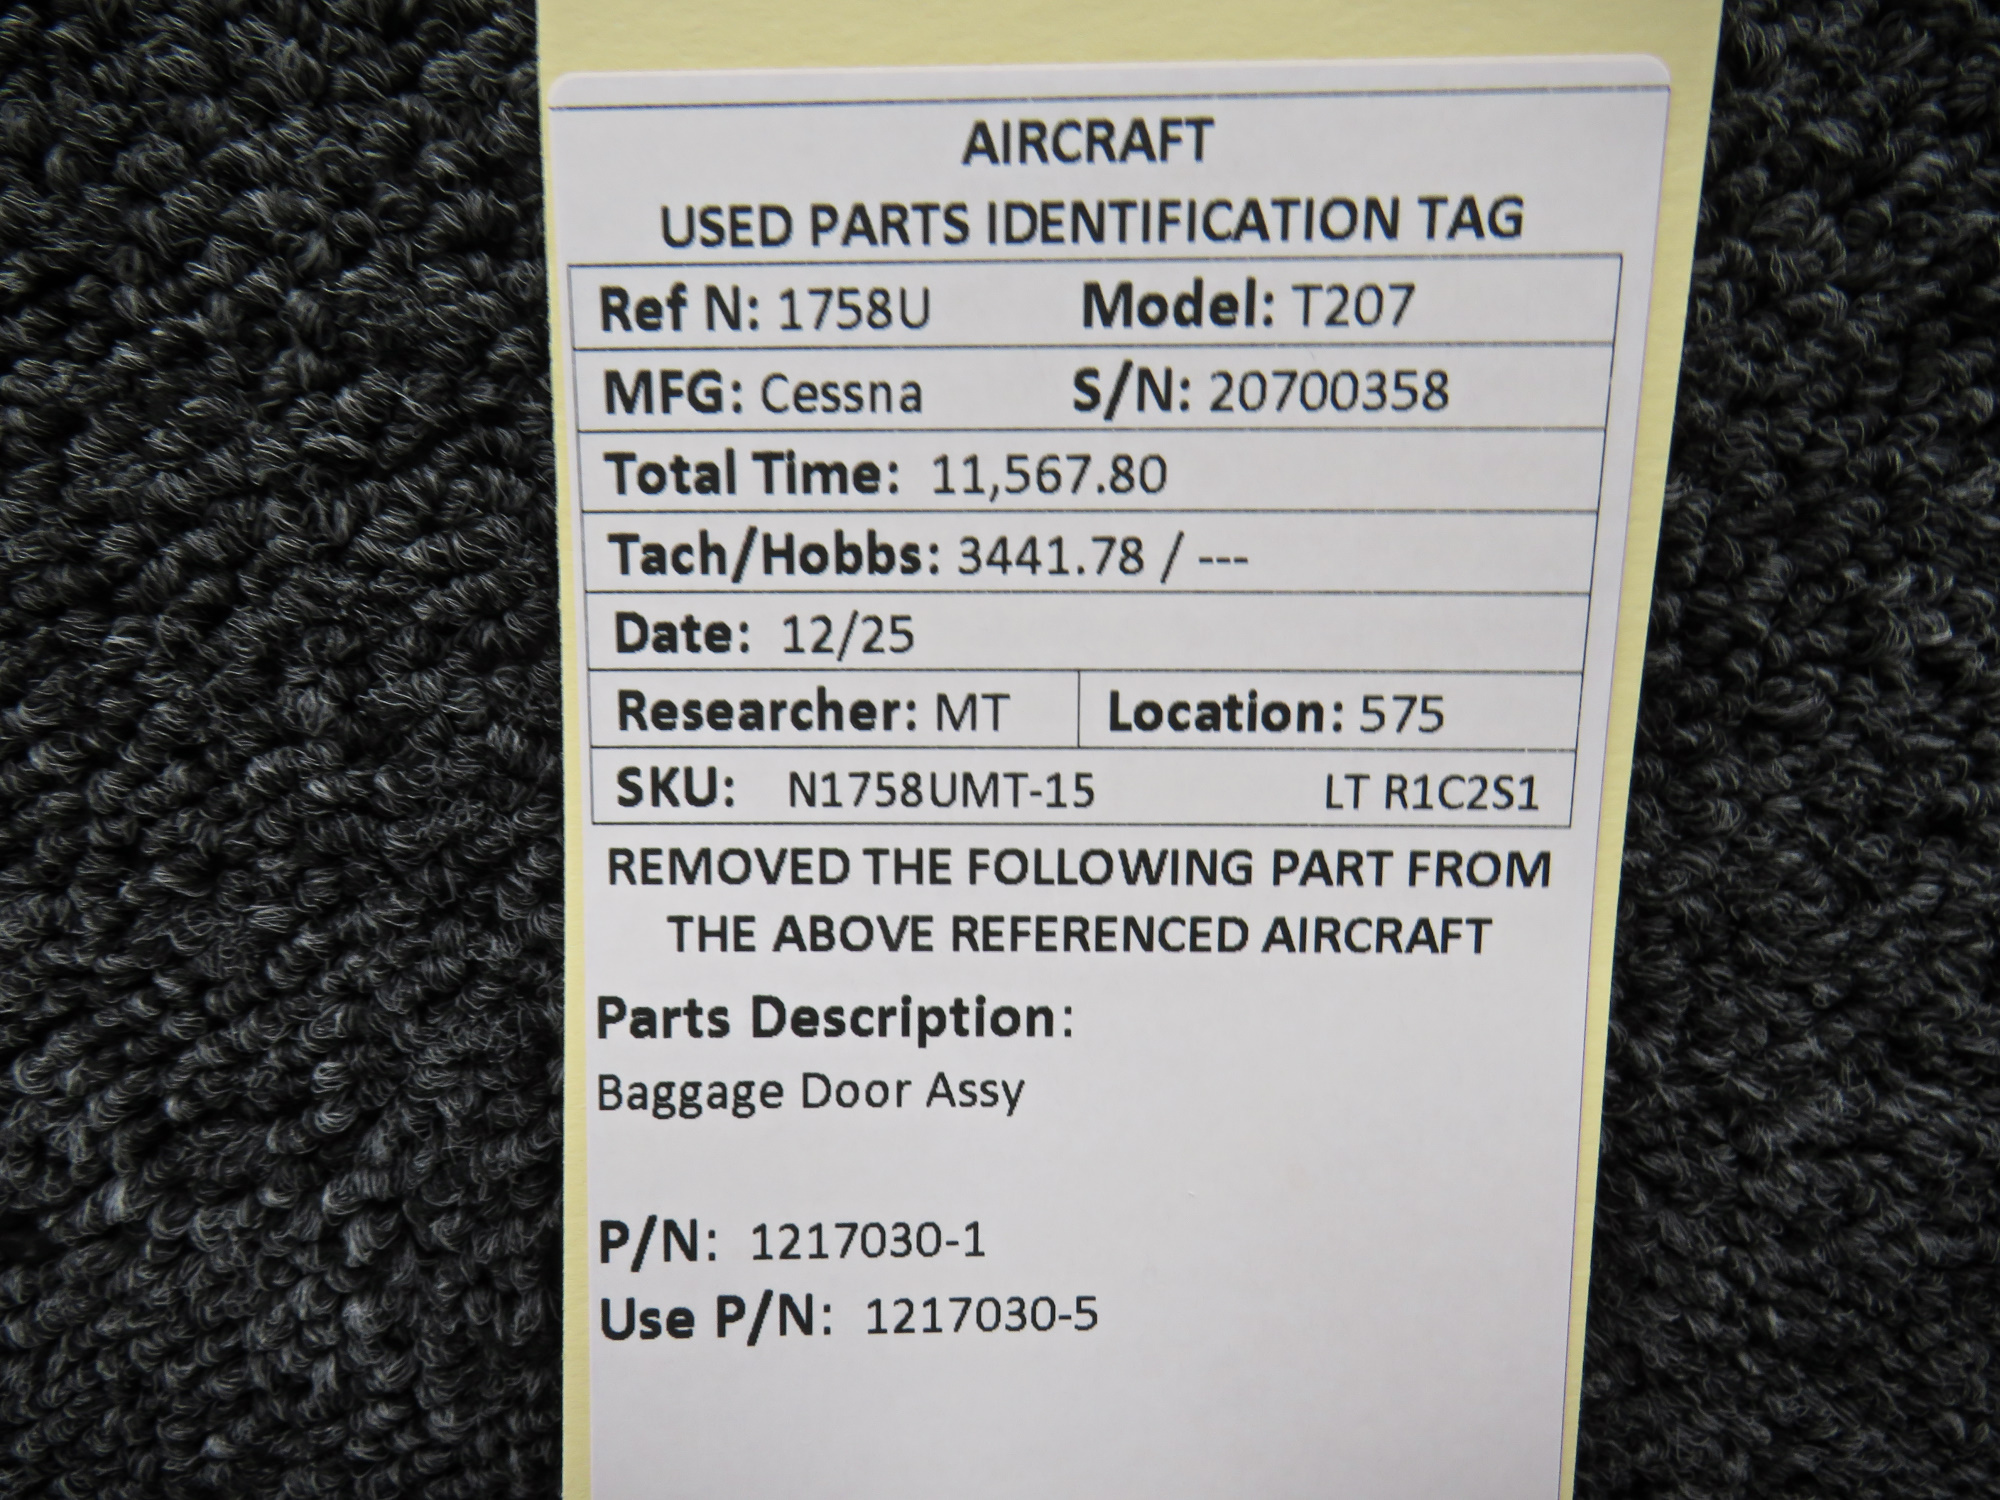 AIRCRAFT
USED PARTS IDENTIFICATION TAG
Ref N: 1758U Model: T207
MFG: Cessna S/N: 20700358
Total Time: 11,567.80
Tach/Hobbs: 3441.78 / ---
Date: 12/25
Researcher: MT Location: 575
SKU: N1758UMT-15 LT R1C2S1
REMOVED THE FOLLOWING PART FROM
THE ABOVE REFERENCED AIRCRAFT
Parts Description:
Baggage Door Assy
P/N: 1217030-1
Use P/N: 1217030-5